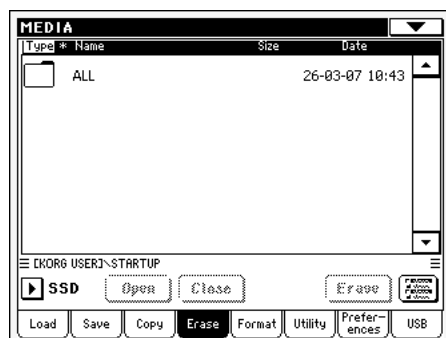 MEDIA
Type * Name Size Date
ALL 26-03-07 10:43
[KORG USER]\STARTUP
SSD Open Close Erase
Load Save Copy Erase Format Utility Prefer-ences USB